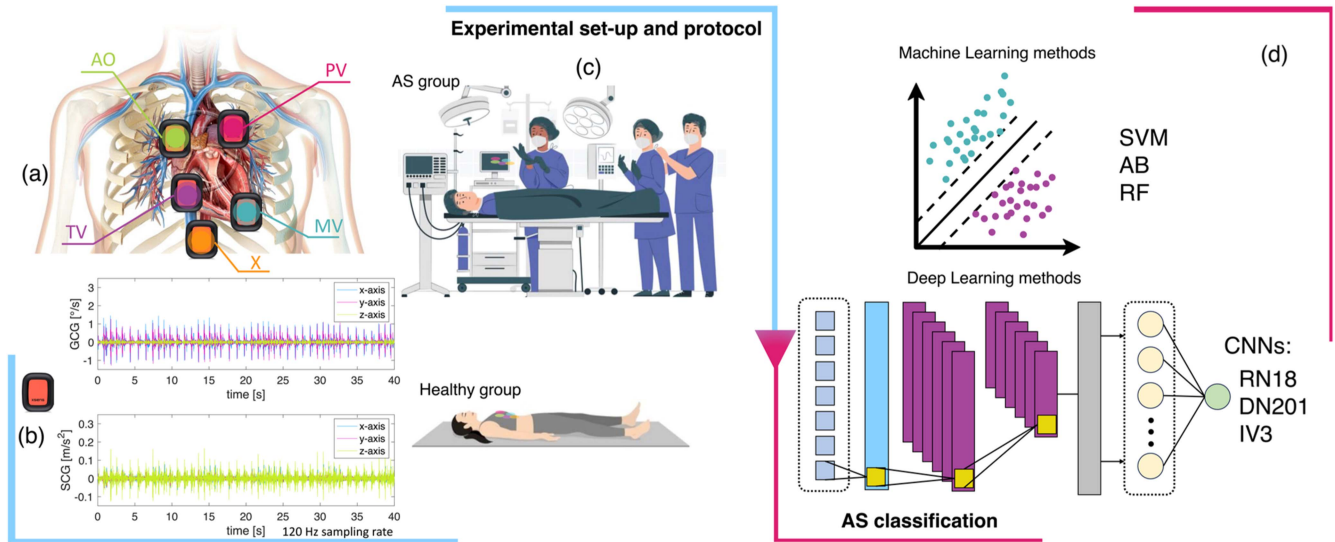 Experimental set-up and protocol
(a)
AO
PV
TV
MV
X
(b)
GCG [°/s]
3
2
1
0
-1
x-axis
y-axis
z-axis
0
5
10
15
20
25
30
35
40
time [s]
SCG [m/s²]
0.3
0.2
0.1
0
-0.1
x-axis
y-axis
z-axis
0
5
10
15
20
25
30
35
40
time [s]
120 Hz sampling rate
(c)
AS group
Healthy group
(d)
Machine Learning methods
SVM
AB
RF
Deep Learning methods
CNNs:
RN18
DN201
IV3
AS classification